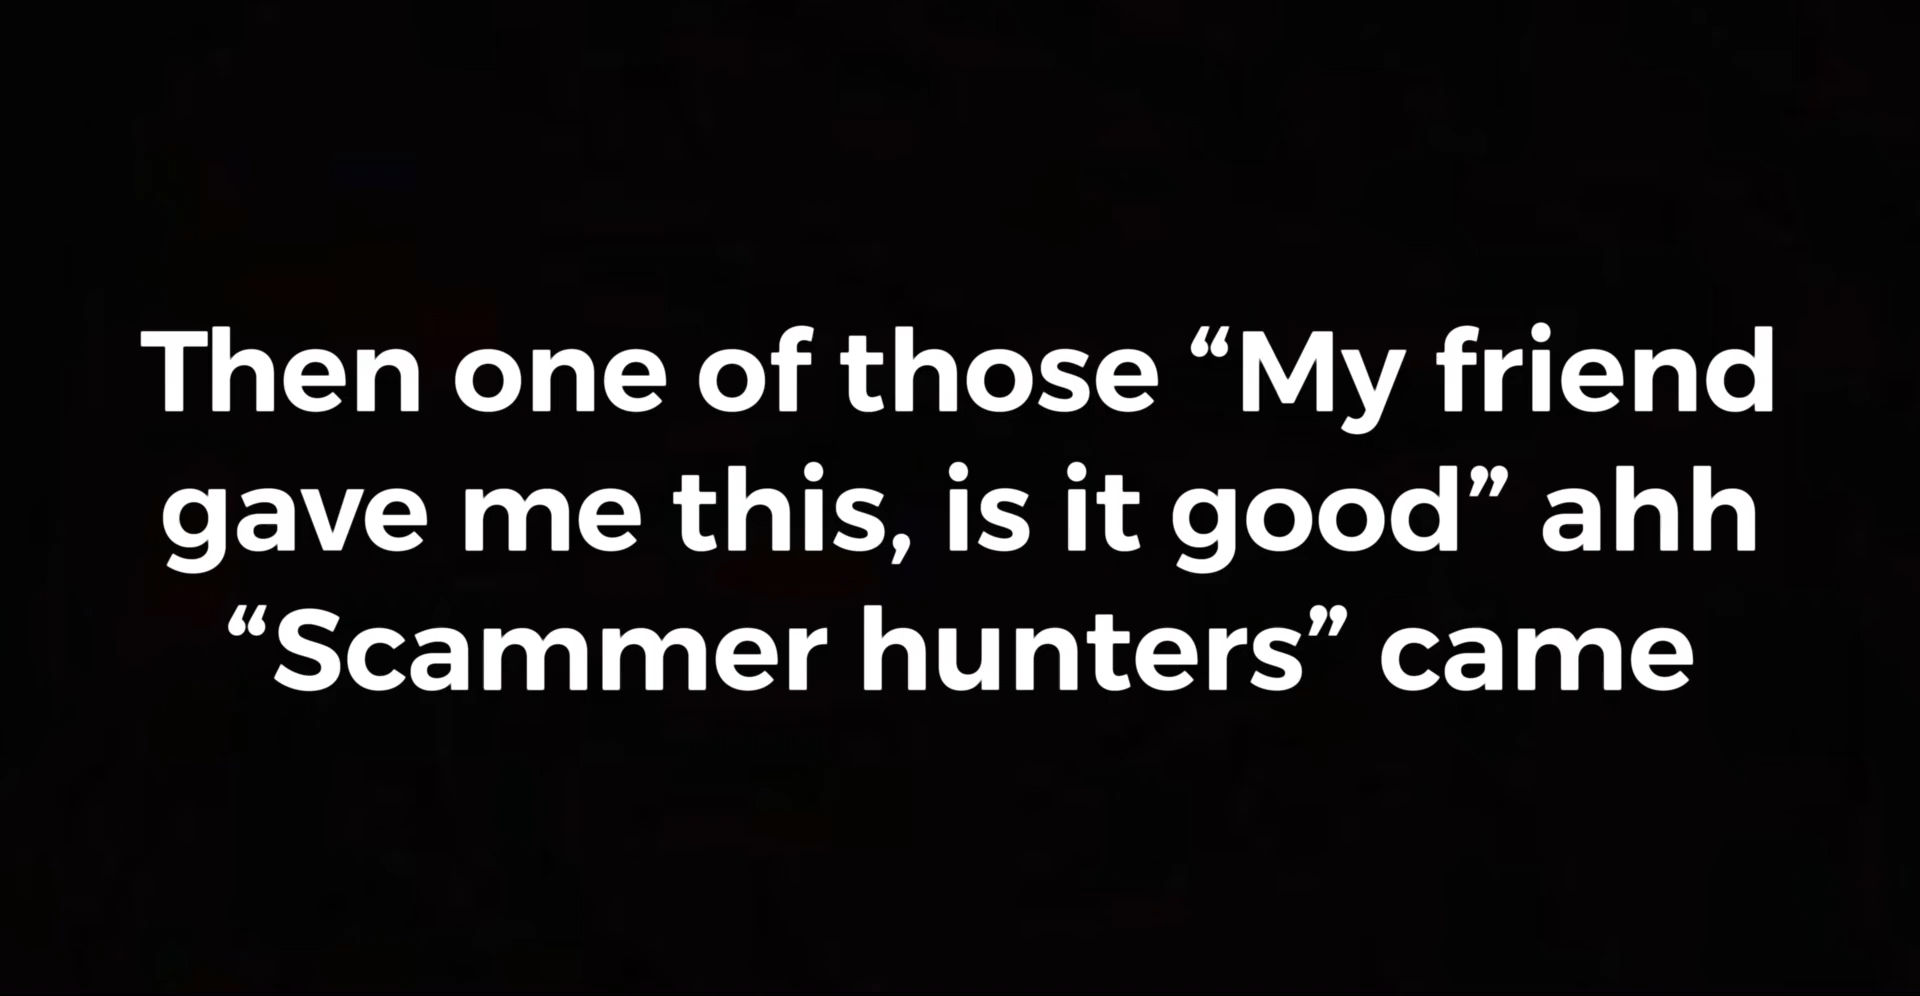 Then one of those “My friend
gave me this, is it good” ahh
“Scammer hunters” came